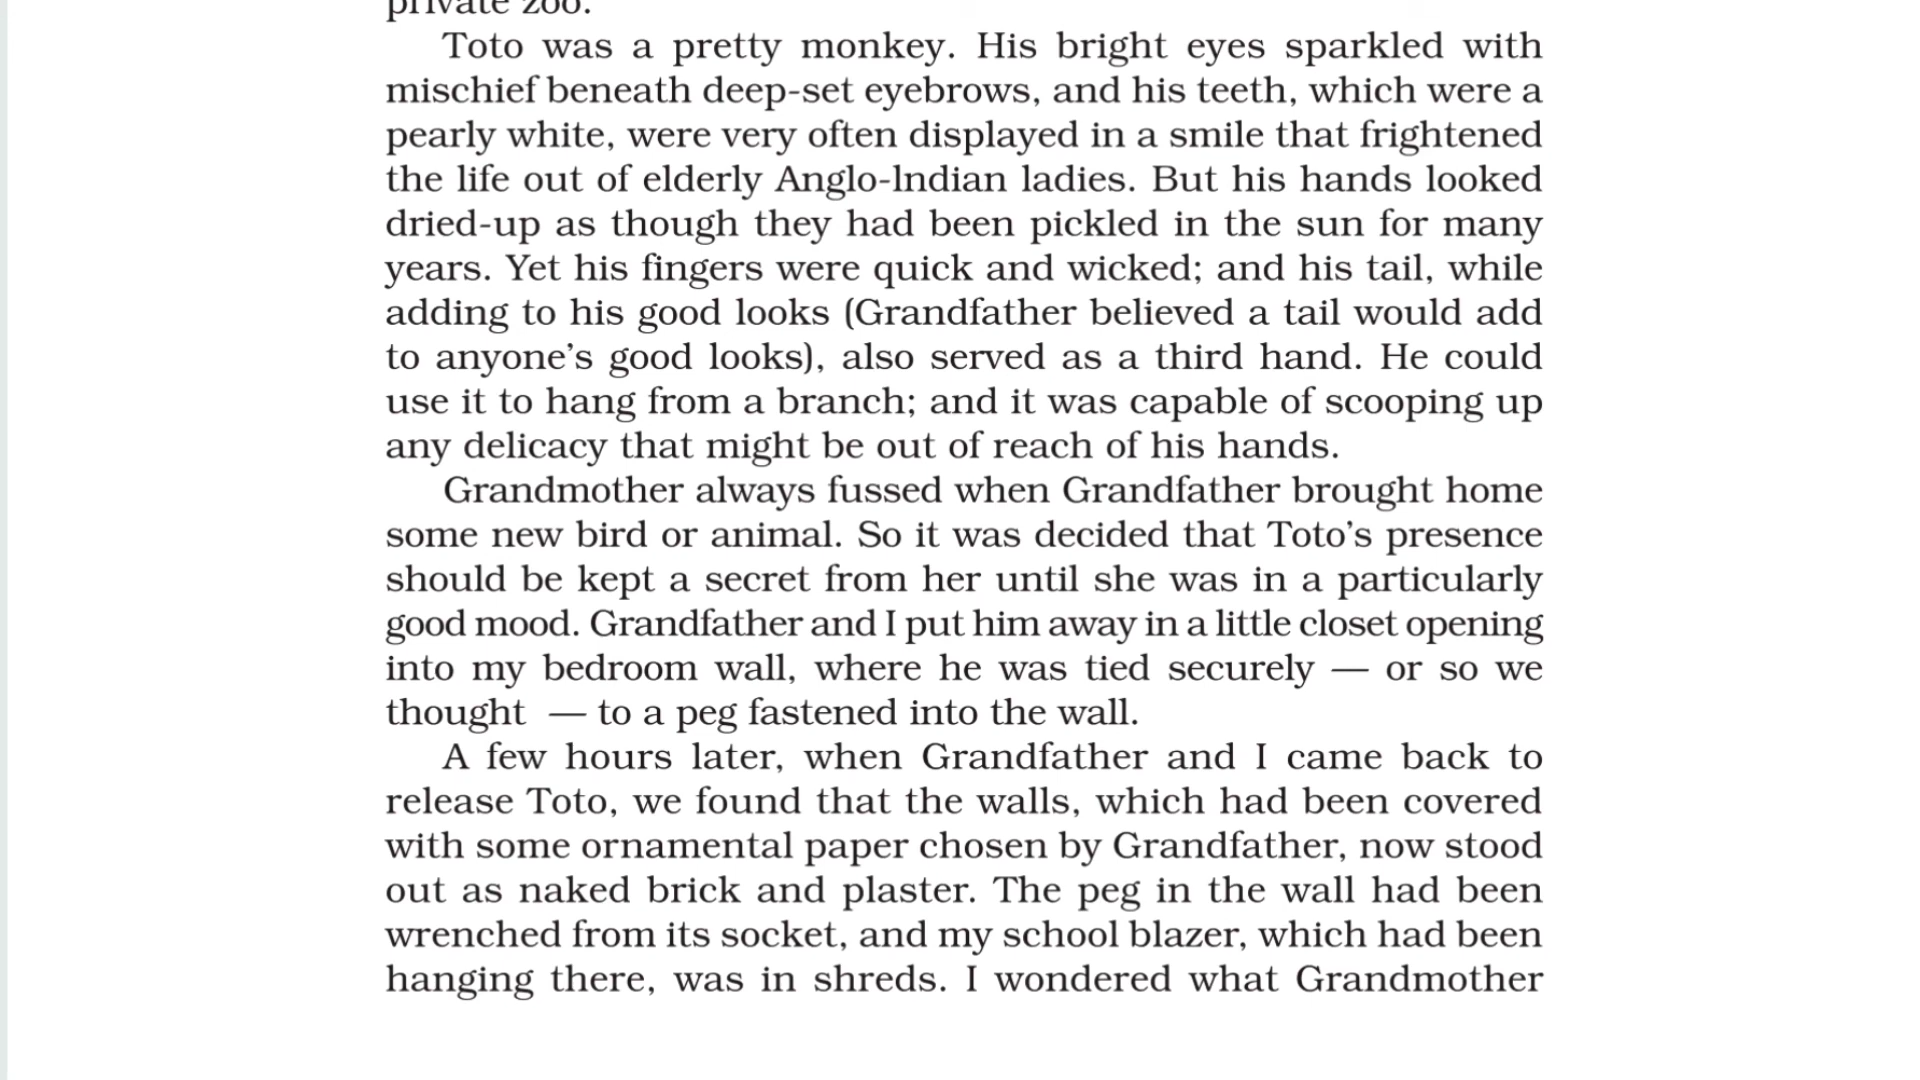 private zoo.
Toto was a pretty monkey. His bright eyes sparkled with
mischief beneath deep-set eyebrows, and his teeth, which were a
pearly white, were very often displayed in a smile that frightened
the life out of elderly Anglo-lndian ladies. But his hands looked
dried-up as though they had been pickled in the sun for many
years. Yet his fingers were quick and wicked; and his tail, while
adding to his good looks (Grandfather believed a tail would add
to anyone’s good looks), also served as a third hand. He could
use it to hang from a branch; and it was capable of scooping up
any delicacy that might be out of reach of his hands.
Grandmother always fussed when Grandfather brought home
some new bird or animal. So it was decided that Toto’s presence
should be kept a secret from her until she was in a particularly
good mood. Grandfather and I put him away in a little closet opening
into my bedroom wall, where he was tied securely — or so we
thought — to a peg fastened into the wall.
A few hours later, when Grandfather and I came back to
release Toto, we found that the walls, which had been covered
with some ornamental paper chosen by Grandfather, now stood
out as naked brick and plaster. The peg in the wall had been
wrenched from its socket, and my school blazer, which had been
hanging there, was in shreds. I wondered what Grandmother